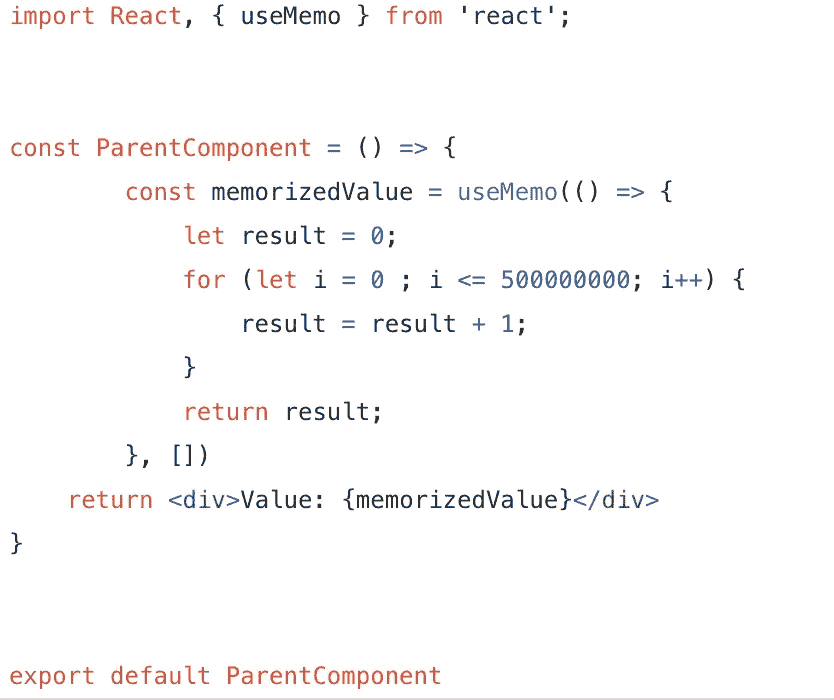 import React, { useMemo } from 'react';
const ParentComponent = () => {
        const memorizedValue = useMemo(() => {
            let result = 0;
            for (let i = 0 ; i <= 500000000; i++) {
                result = result + 1;
            }
            return result;
        }, [])
    return <div>Value: {memorizedValue}</div>
}
export default ParentComponent